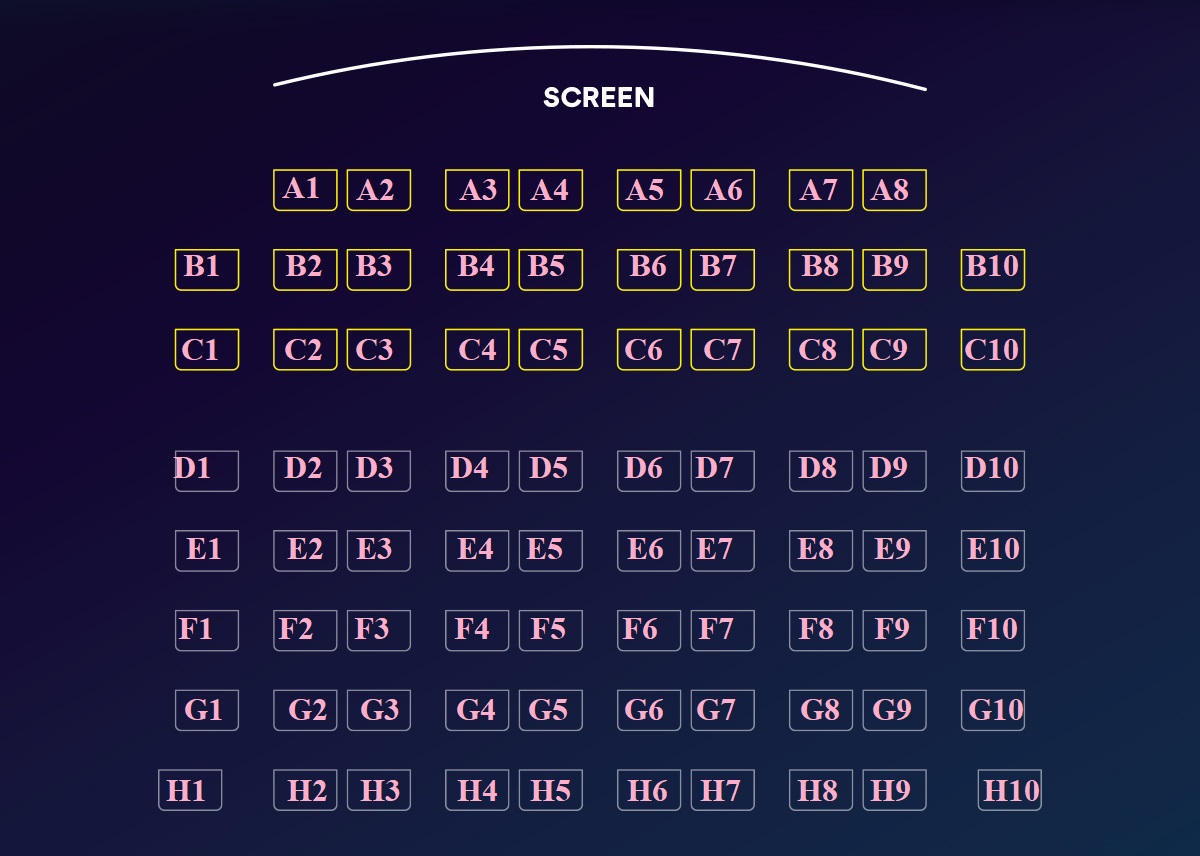 SCREEN
A1 A2 A3 A4 A5 A6 A7 A8
B1 B2 B3 B4 B5 B6 B7 B8 B9 B10
C1 C2 C3 C4 C5 C6 C7 C8 C9 C10
D1 D2 D3 D4 D5 D6 D7 D8 D9 D10
E1 E2 E3 E4 E5 E6 E7 E8 E9 E10
F1 F2 F3 F4 F5 F6 F7 F8 F9 F10
G1 G2 G3 G4 G5 G6 G7 G8 G9 G10
H1 H2 H3 H4 H5 H6 H7 H8 H9 H10